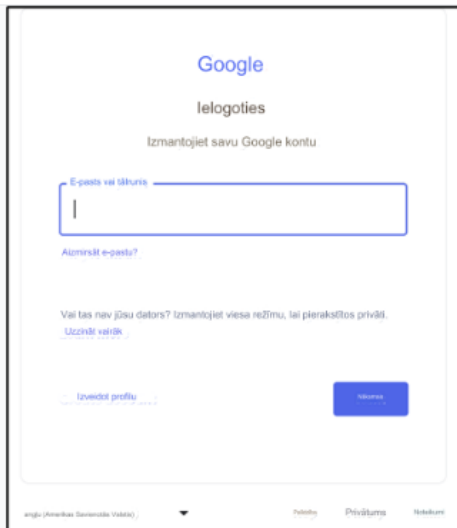 Google
Ielogoties
Izmantojiet savu Google kontu
E-pasts vai tālrunis
Aizmirsāt e-pastu?
Vai tas nav jūsu dators? Izmantojiet viesa režīmu, lai pierakstītos privāti.
Uzzināt vairāk
Izveidot profilu
Nākamais
angļu (Amerikas Savienotās Valstis)
Palīdzība Privātums Noteikumi